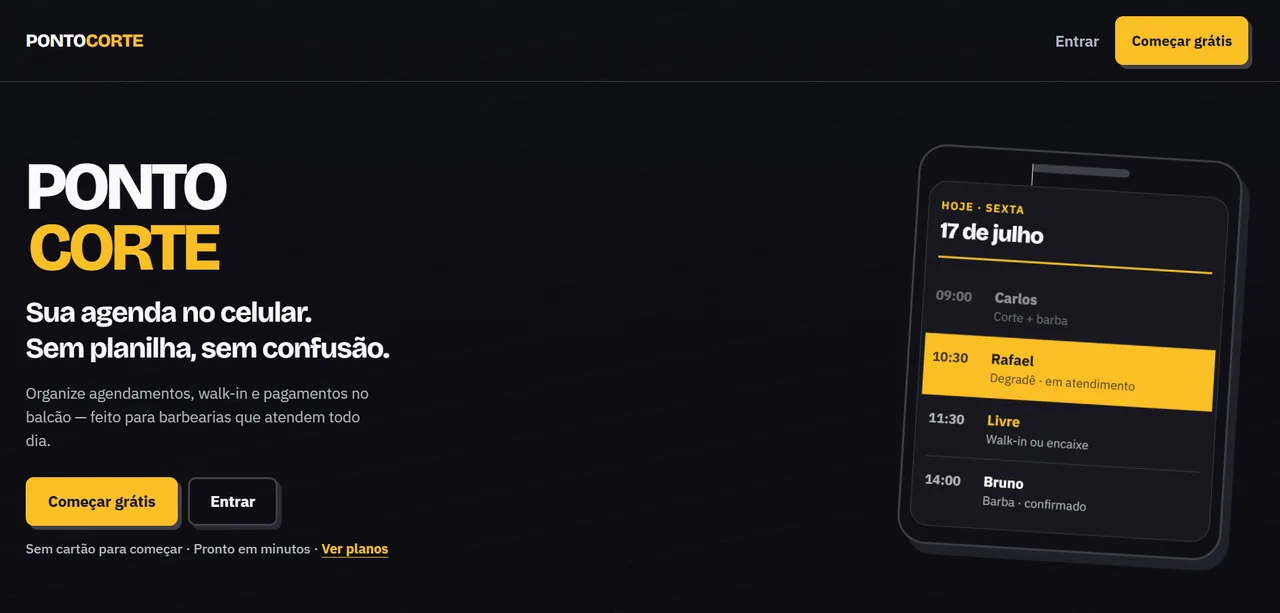 PONTOCORTE
Entrar
Começar grátis
PONTO
CORTE
Sua agenda no celular.
Sem planilha, sem confusão.
Organize agendamentos, walk-in e pagamentos no
balcão — feito para barbearias que atendem todo
dia.
Começar grátis
Entrar
Sem cartão para começar · Pronto em minutos · Ver planos
HOJE · SEXTA
17 de julho
09:00 Carlos
Corte + barba
10:30 Rafael
Degradê · em atendimento
11:30 Livre
Walk-in ou encaixe
14:00 Bruno
Barba · confirmado